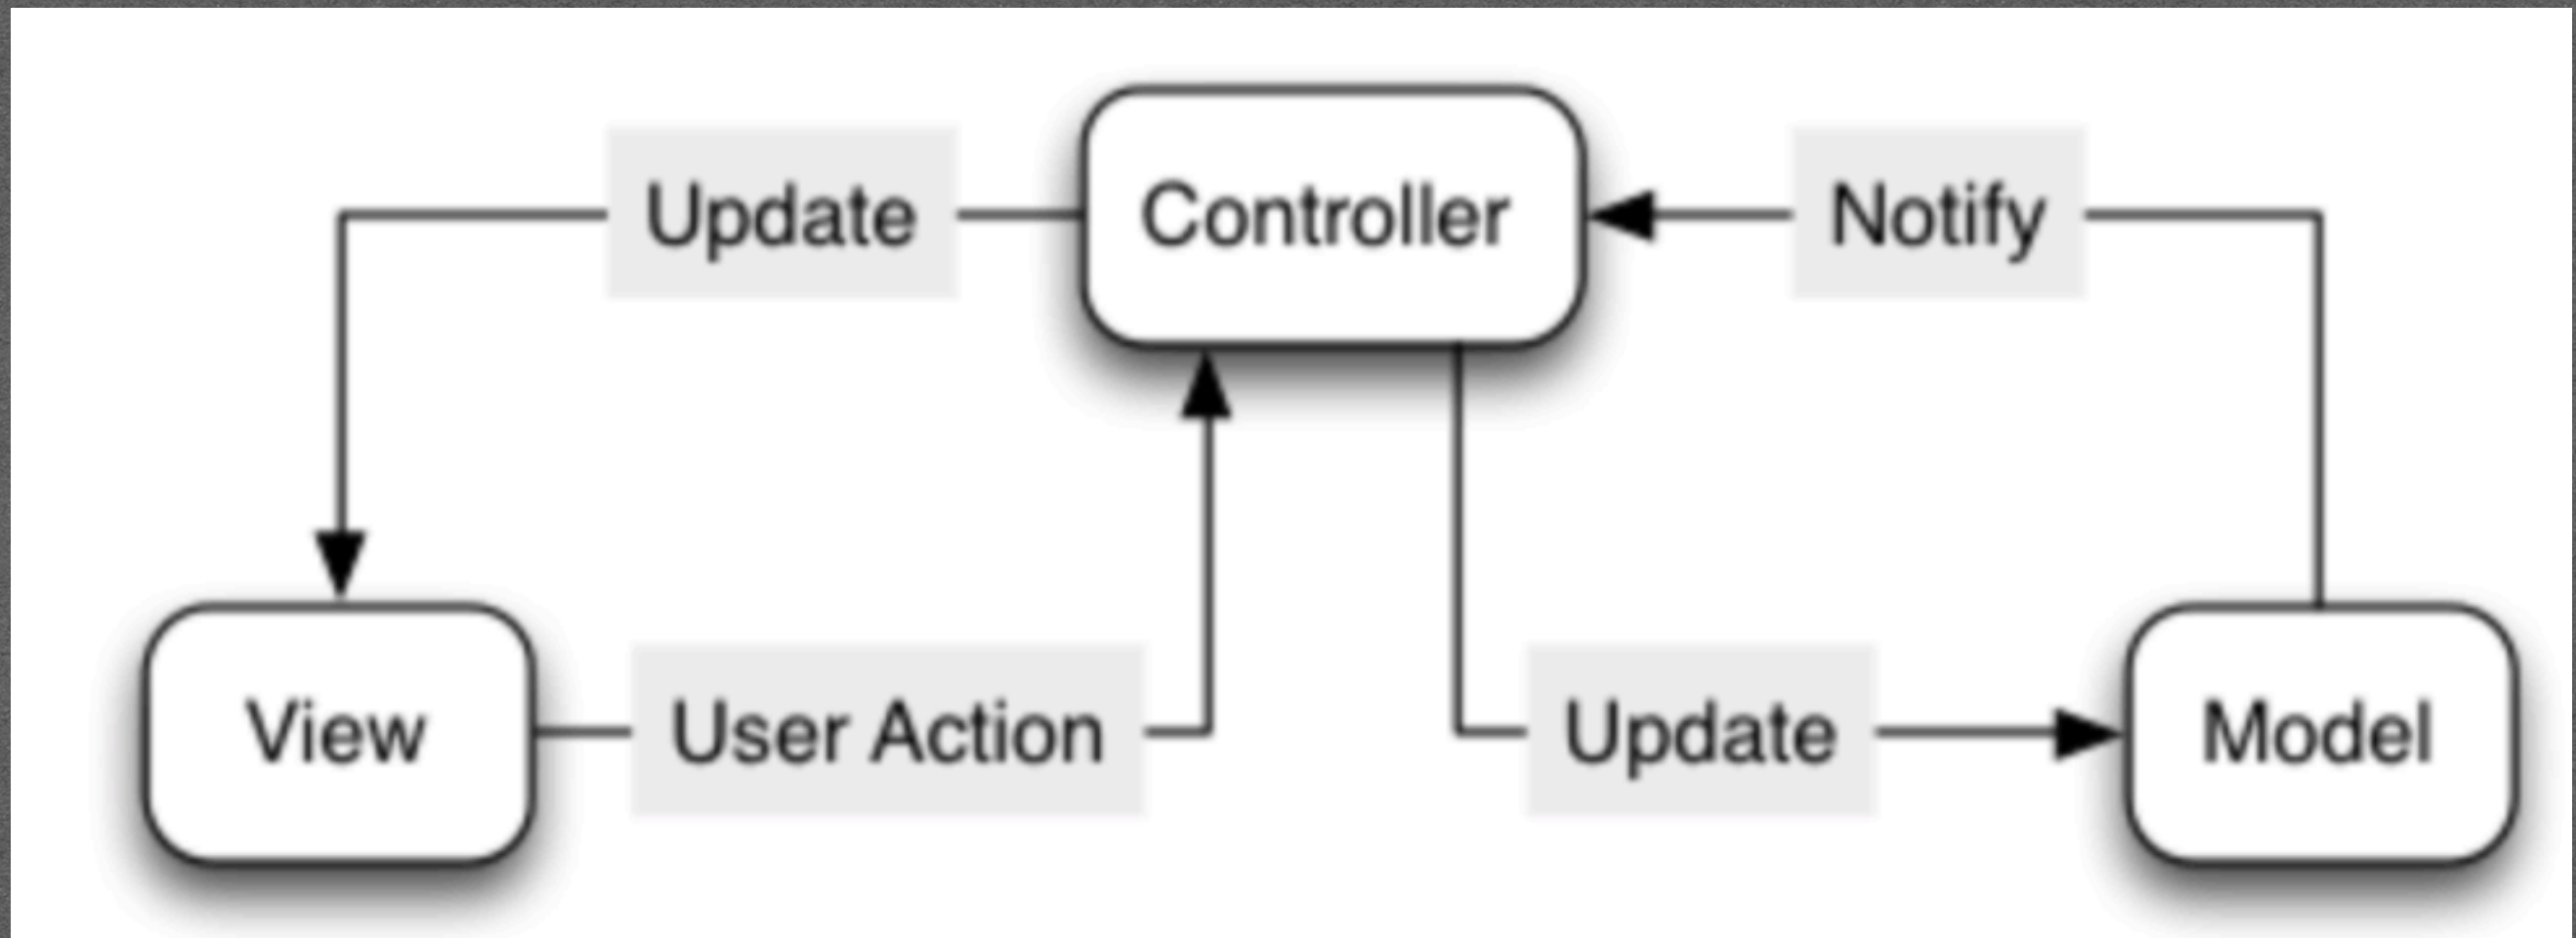 Update
Controller
Notify
View
User Action
Update
Model